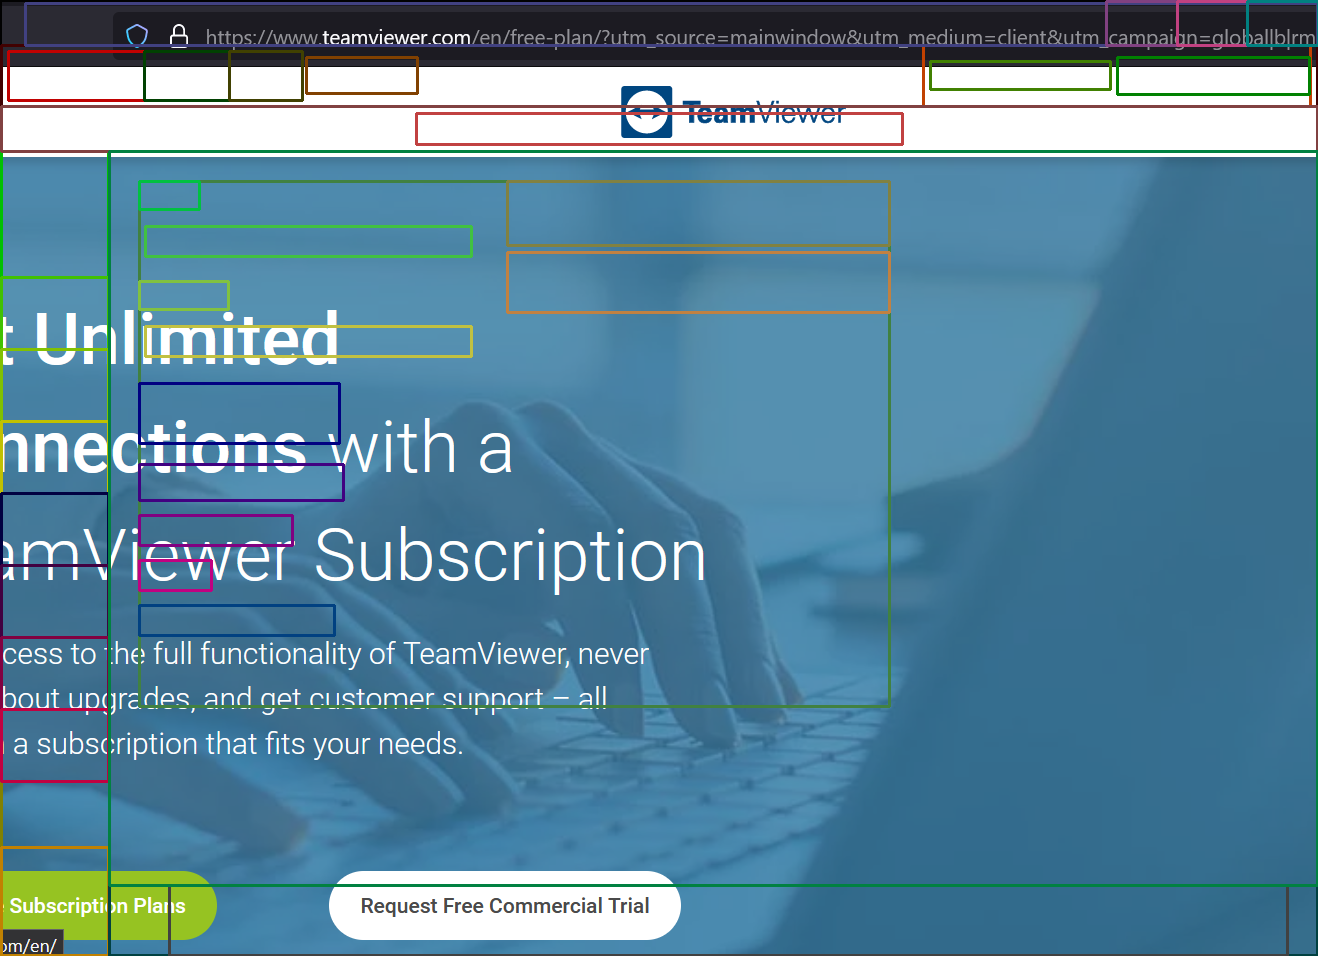 https://www.teamviewer.com/en/free-plan/?utm_source=mainwindow&utm_medium=client&utm_campaign=global|b|rm
TeamViewer
t Unlimited
nnections with a
amViewer Subscription
cess to the full functionality of TeamViewer, never
bout upgrades, and get customer support – all
a subscription that fits your needs.
Subscription Plans
Request Free Commercial Trial
om/en/